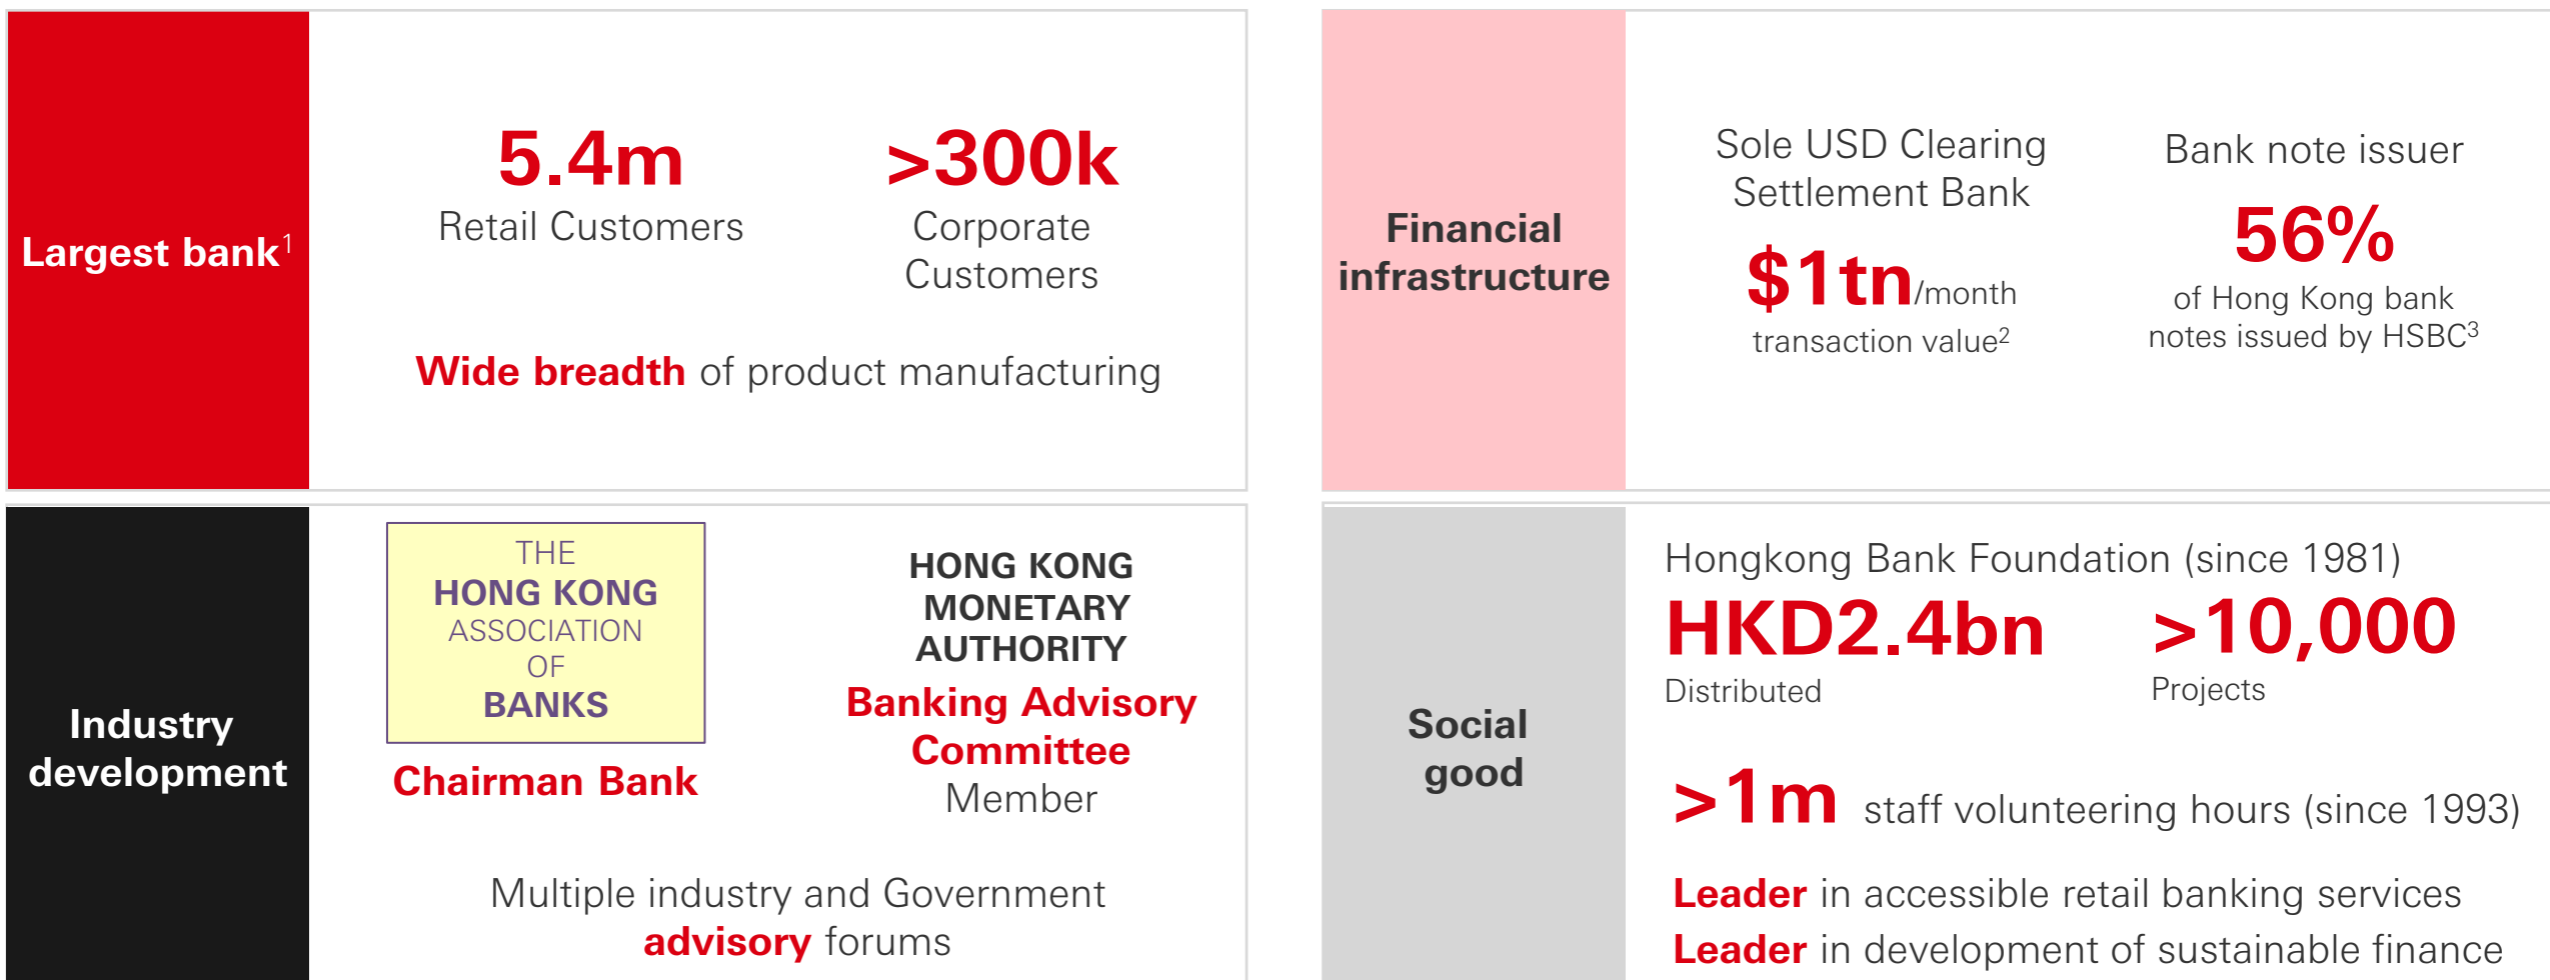 Largest bank¹
5.4m
Retail Customers
>300k
Corporate
Customers
Wide breadth of product manufacturing
Financial
infrastructure
Sole USD Clearing
Settlement Bank
$1tn/month
transaction value²
Bank note issuer
56%
of Hong Kong bank
notes issued by HSBC³
Industry
development
THE
HONG KONG
ASSOCIATION
OF
BANKS
Chairman Bank
HONG KONG
MONETARY
AUTHORITY
Banking Advisory
Committee
Member
Multiple industry and Government
advisory forums
Social
good
Hongkong Bank Foundation (since 1981)
HKD2.4bn
Distributed
>10,000
Projects
>1m staff volunteering hours (since 1993)
Leader in accessible retail banking services
Leader in development of sustainable finance